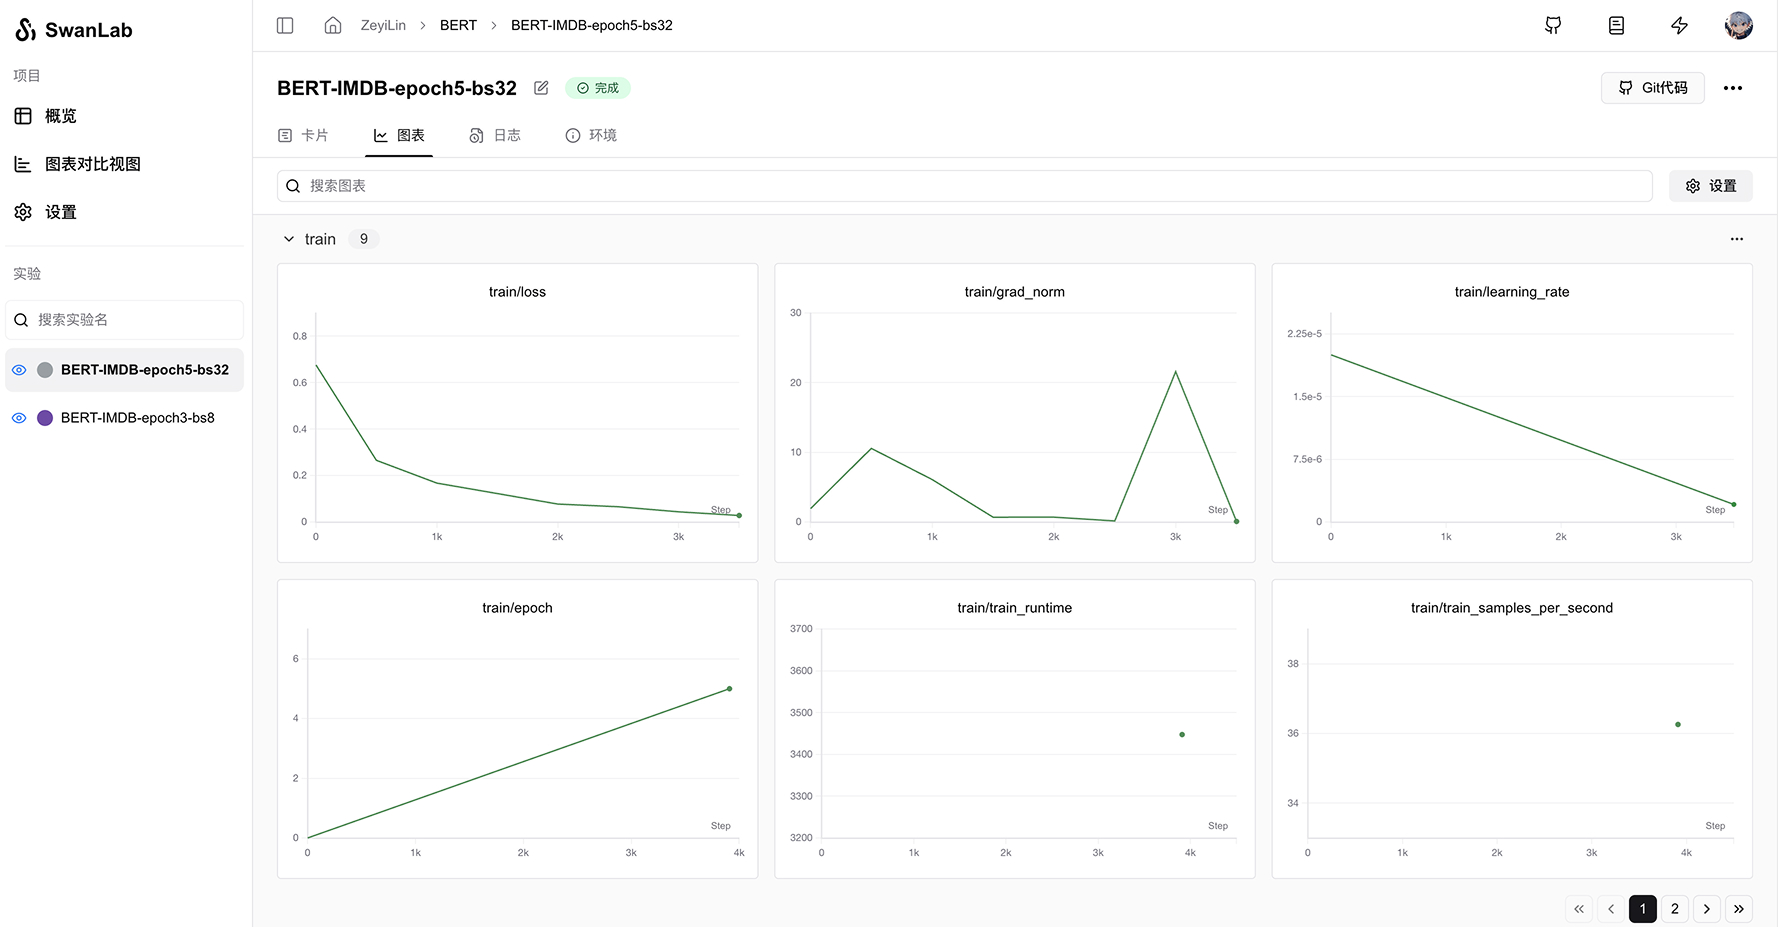 SwanLab
项目
概览
图表对比视图
设置
实验
搜索实验名
BERT-IMDB-epoch5-bs32
BERT-IMDB-epoch3-bs8
ZeyiLin > BERT > BERT-IMDB-epoch5-bs32
BERT-IMDB-epoch5-bs32 完成
Git代码
卡片 图表 日志 环境
搜索图表 设置
train 9
train/loss
0.8
0.6
0.4
0.2
0
Step
0 1k 2k 3k
train/grad_norm
30
20
10
0
Step
0 1k 2k 3k
train/learning_rate
2.25e-5
1.5e-5
7.5e-6
0
Step
0 1k 2k 3k
train/epoch
6
4
2
0
Step
0 1k 2k 3k 4k
train/train_runtime
3700
3600
3500
3400
3300
3200
Step
0 1k 2k 3k 4k
train/train_samples_per_second
38
36
34
Step
0 1k 2k 3k 4k
« ‹ 1 2 › »